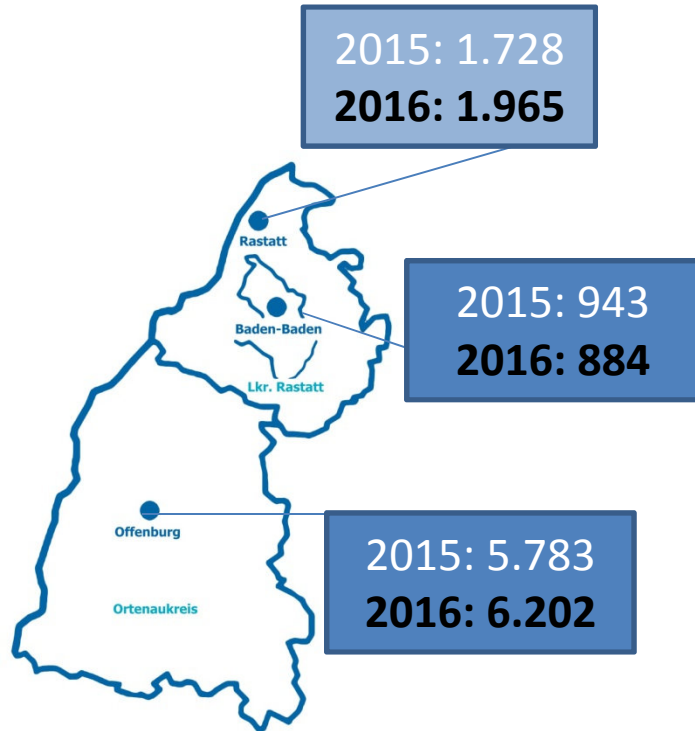 2015: 1.728
2016: 1.965
Rastatt
2015: 943
2016: 884
Baden-Baden
Lkr. Rastatt
Offenburg
2015: 5.783
2016: 6.202
Ortenaukreis